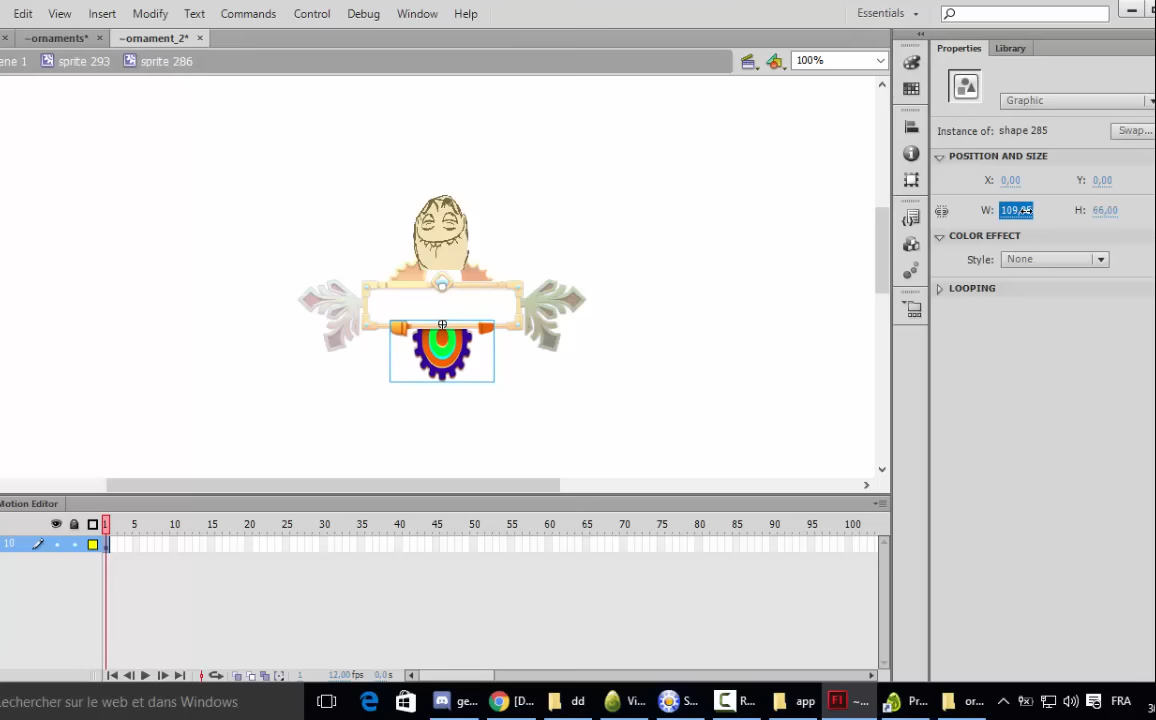 Edit View Insert Modify Text Commands Control Debug Window Help Essentials
~ornaments* × ~ornament_2* ×
ene 1 sprite 293 sprite 286 100%
Properties Library
Graphic
Instance of: shape 285 Swap...
POSITION AND SIZE
X: 0,00 Y: 0,00
W: H: 66,00
COLOR EFFECT
Style: None
LOOPING
Motion Editor
1 5 10 15 20 25 30 35 40 45 50 55 60 65 70 75 80 85 90 95 100
10
1 12,00 fps 0,0 s
echercher sur le web et dans Windows ge... [D... dd Vi... S... R... app Fl ~... Pr... or... FRA